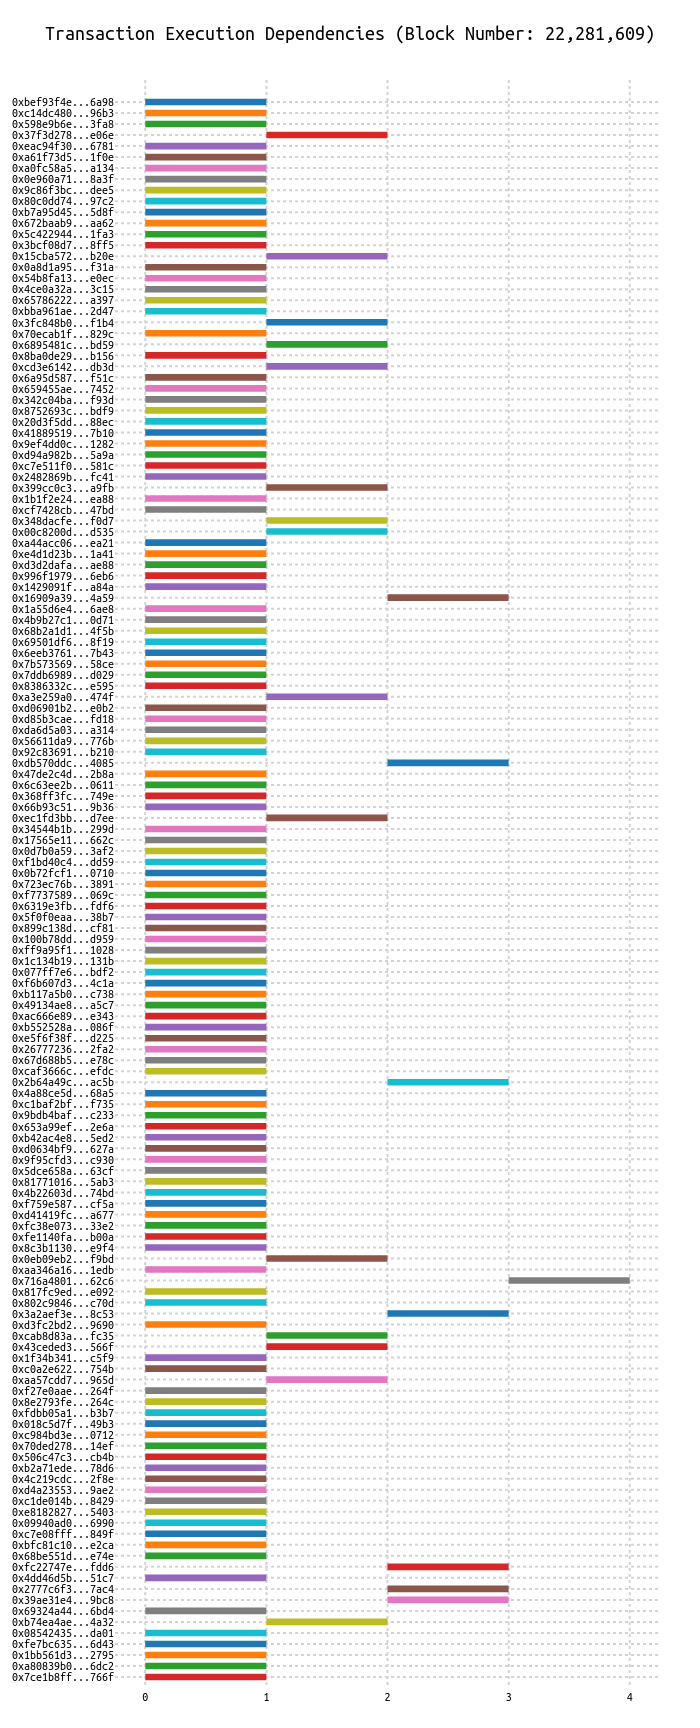 Transaction Execution Dependencies (Block Number: 22,281,609)
0xbef93f4e...6a98
0xc14dc480...96b3
0x598e9b6e...3fa8
0x37f3d278...e06e
0xeac94f30...6781
0xa61f73d5...1f0e
0xa0fc58a5...a134
0x0e960a71...8a3f
0x9c86f3bc...dee5
0x80c0dd74...97c2
0xb7a95d45...5d8f
0x672baab9...aa62
0x5c422944...1fa3
0x3bcf08d7...8ff5
0x15cba572...b20e
0x0a8d1a95...f31a
0x54b8fa13...e0ec
0x4ce0a32a...3c15
0x65786222...a397
0xbba961ae...2d47
0x3fc848b0...f1b4
0x70ecab1f...829c
0x6895481c...bd59
0x8ba0de29...b156
0xcd3e6142...db3d
0x6a95d587...f51c
0x659455ae...7452
0x342c04ba...f93d
0x8752693c...bdf9
0x20d3f5dd...88ec
0x41889519...7b10
0x9ef4dd0c...1282
0xd94a982b...5a9a
0xc7e511f0...581c
0x2482869b...fc41
0x399cc0c3...a9fb
0x1b1f2e24...ea88
0xcf7428cb...47bd
0x348dacfe...f0d7
0x00c8200d...d535
0xa44acc06...ea21
0xe4d1d23b...1a41
0xd3d2dafa...ae88
0x996f1979...6eb6
0x1429091f...a84a
0x16909a39...4a59
0x1a55d6e4...6ae8
0x4b9b27c1...0d71
0x68b2a1d1...4f5b
0x69501df6...8f19
0x6eeb3761...7b43
0x7b573569...58ce
0x7ddb6989...d029
0x8386332c...e595
0xa3e259a0...474f
0xd06901b2...e0b2
0xd85b3cae...fd18
0xda6d5a03...a314
0x56611da9...776b
0x92c83691...b210
0xdb570ddc...4085
0x47de2c4d...2b8a
0x6c63ee2b...0611
0x368ff3fc...749e
0x66b93c51...9b36
0xec1fd3bb...d7ee
0x34544b1b...299d
0x17565e11...662c
0x0d7b0a59...3af2
0xf1bd40c4...dd59
0x0b72fcf1...0710
0x723ec76b...3891
0xf7737589...069c
0x6319e3fb...fdf6
0x5f0f0eaa...38b7
0x899c138d...cf81
0x100b78dd...d959
0xff9a95f1...1028
0x1c134b19...131b
0x077ff7e6...bdf2
0xf6b607d3...4c1a
0xb117a5b0...c738
0x49134ae8...a5c7
0xac666e89...e343
0xb552528a...086f
0xe5f6f38f...d225
0x26777236...2fa2
0x67d688b5...e78c
0xcaf3666c...efdc
0x2b64a49c...ac5b
0x4a88ce5d...68a5
0xc1baf2bf...f735
0x9bdb4baf...c233
0x653a99ef...2e6a
0xb42ac4e8...5ed2
0xd0634bf9...627a
0x9f95cfd3...c930
0x5dce658a...63cf
0x81771016...5ab3
0x4b22603d...74bd
0xf759e587...cf5a
0xd41419fc...a677
0xfc38e073...33e2
0xfe1140fa...b00a
0x8c3b1130...e9f4
0x0eb09eb2...f9bd
0xaa346a16...1edb
0x716a4801...62c6
0x817fc9ed...e092
0x802c9846...c70d
0x3a2aef3e...8c53
0xd3fc2bd2...9690
0xcab8d83a...fc35
0x43ceded3...566f
0x1f34b341...c5f9
0xc0a2e622...754b
0xaa57cdd7...965d
0xf27e0aae...264f
0x8e2793fe...264c
0xfdbb05a1...b3b7
0x018c5d7f...49b3
0xc984bd3e...0712
0x70ded278...14ef
0x506c47c3...cb4b
0xb2a71ede...78d6
0x4c219cdc...2f8e
0xd4a23553...9ae2
0xc1de014b...8429
0xe8182827...5403
0x09940ad0...6990
0xc7e08fff...849f
0xbfc81c10...e2ca
0x68be551d...e74e
0xfc22747e...fdd6
0x4dd46d5b...51c7
0x2777c6f3...7ac4
0x39ae31e4...9bc8
0x69324a44...6bd4
0xb74ea4ae...4a32
0x08542435...da01
0xfe7bc635...6d43
0x1bb561d3...2795
0xa80839b0...6dc2
0x7ce1b8ff...766f
0 1 2 3 4